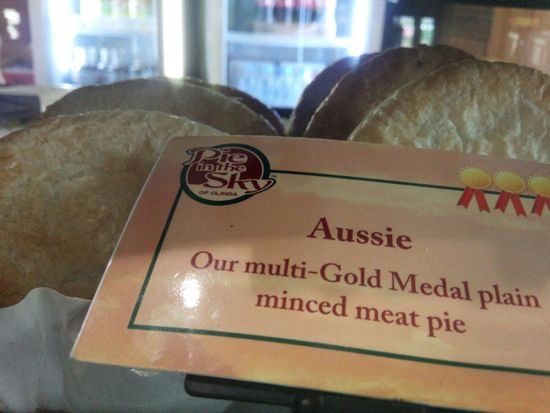 Pie
in the
Sky
OF OLINDA
Aussie
Our multi-Gold Medal plain
minced meat pie